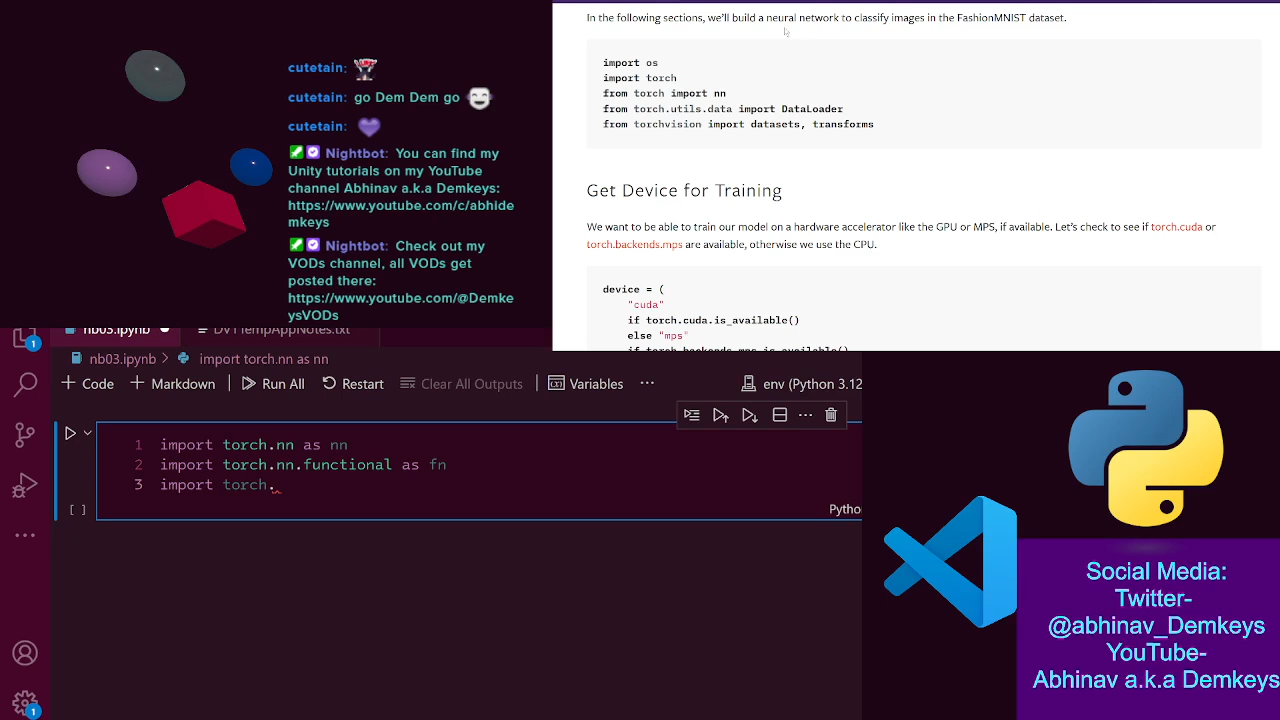 cutetain:
cutetain: go Dem Dem go
cutetain:
Nightbot: You can find my
Unity tutorials on my YouTube
channel Abhinav a.k.a Demkeys:
https://www.youtube.com/c/abhide
mkeys
Nightbot: Check out my
VODs channel, all VODs get
posted there:
https://www.youtube.com/@Demke
ysVODs
In the following sections, we'll build a neural network to classify images in the FashionMNIST dataset.
import os
import torch
from torch import nn
from torch.utils.data import DataLoader
from torchvision import datasets, transforms
Get Device for Training
We want to be able to train our model on a hardware accelerator like the GPU or MPS, if available. Let's check to see if torch.cuda or
torch.backends.mps are available, otherwise we use the CPU.
device = (
"cuda"
if torch.cuda.is_available()
else "mps"
if torch.backends.mps.is_available()
nb03.ipynb
DVTTempAppNotes.txt
nb03.ipynb > import torch.nn as nn
+ Code + Markdown Run All Restart Clear All Outputs Variables ... env (Python 3.12
1 import torch.nn as nn
2 import torch.nn.functional as fn
3 import torch.
[ ] Pytho
1
1
Social Media:
Twitter-
@abhinav_Demkeys
YouTube-
Abhinav a.k.a Demkeys